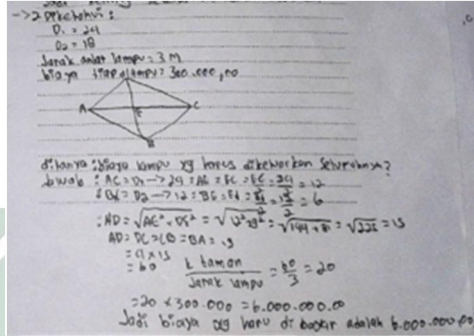 → 2. Diketahui :
D₁ = 24
D₂ = 18
Jarak antar lampu = 3 M
biaya tiap lampu = 300.000,00
A
E
C
B
ditanya : biaya lampu yg harus dikeluarkan seluruhnya?
Jawab : AC = D₁ → 24 = AE = EC = EC = 24/2 = 12
: BD = D₂ → 12 = BE = Ed = 18/2 = 6
: AD = √AE² + DE² = √12² + 9² = √144 + 81 = √225 = 15
AD = DC = CB = BA = 15
= 4 x 15
= 60
k taman / Jarak lampu = 60/3 = 20
= 20 x 300.000 = 6.000.000.00
Jadi biaya yg haru di bayar adalah 6.000.000.00